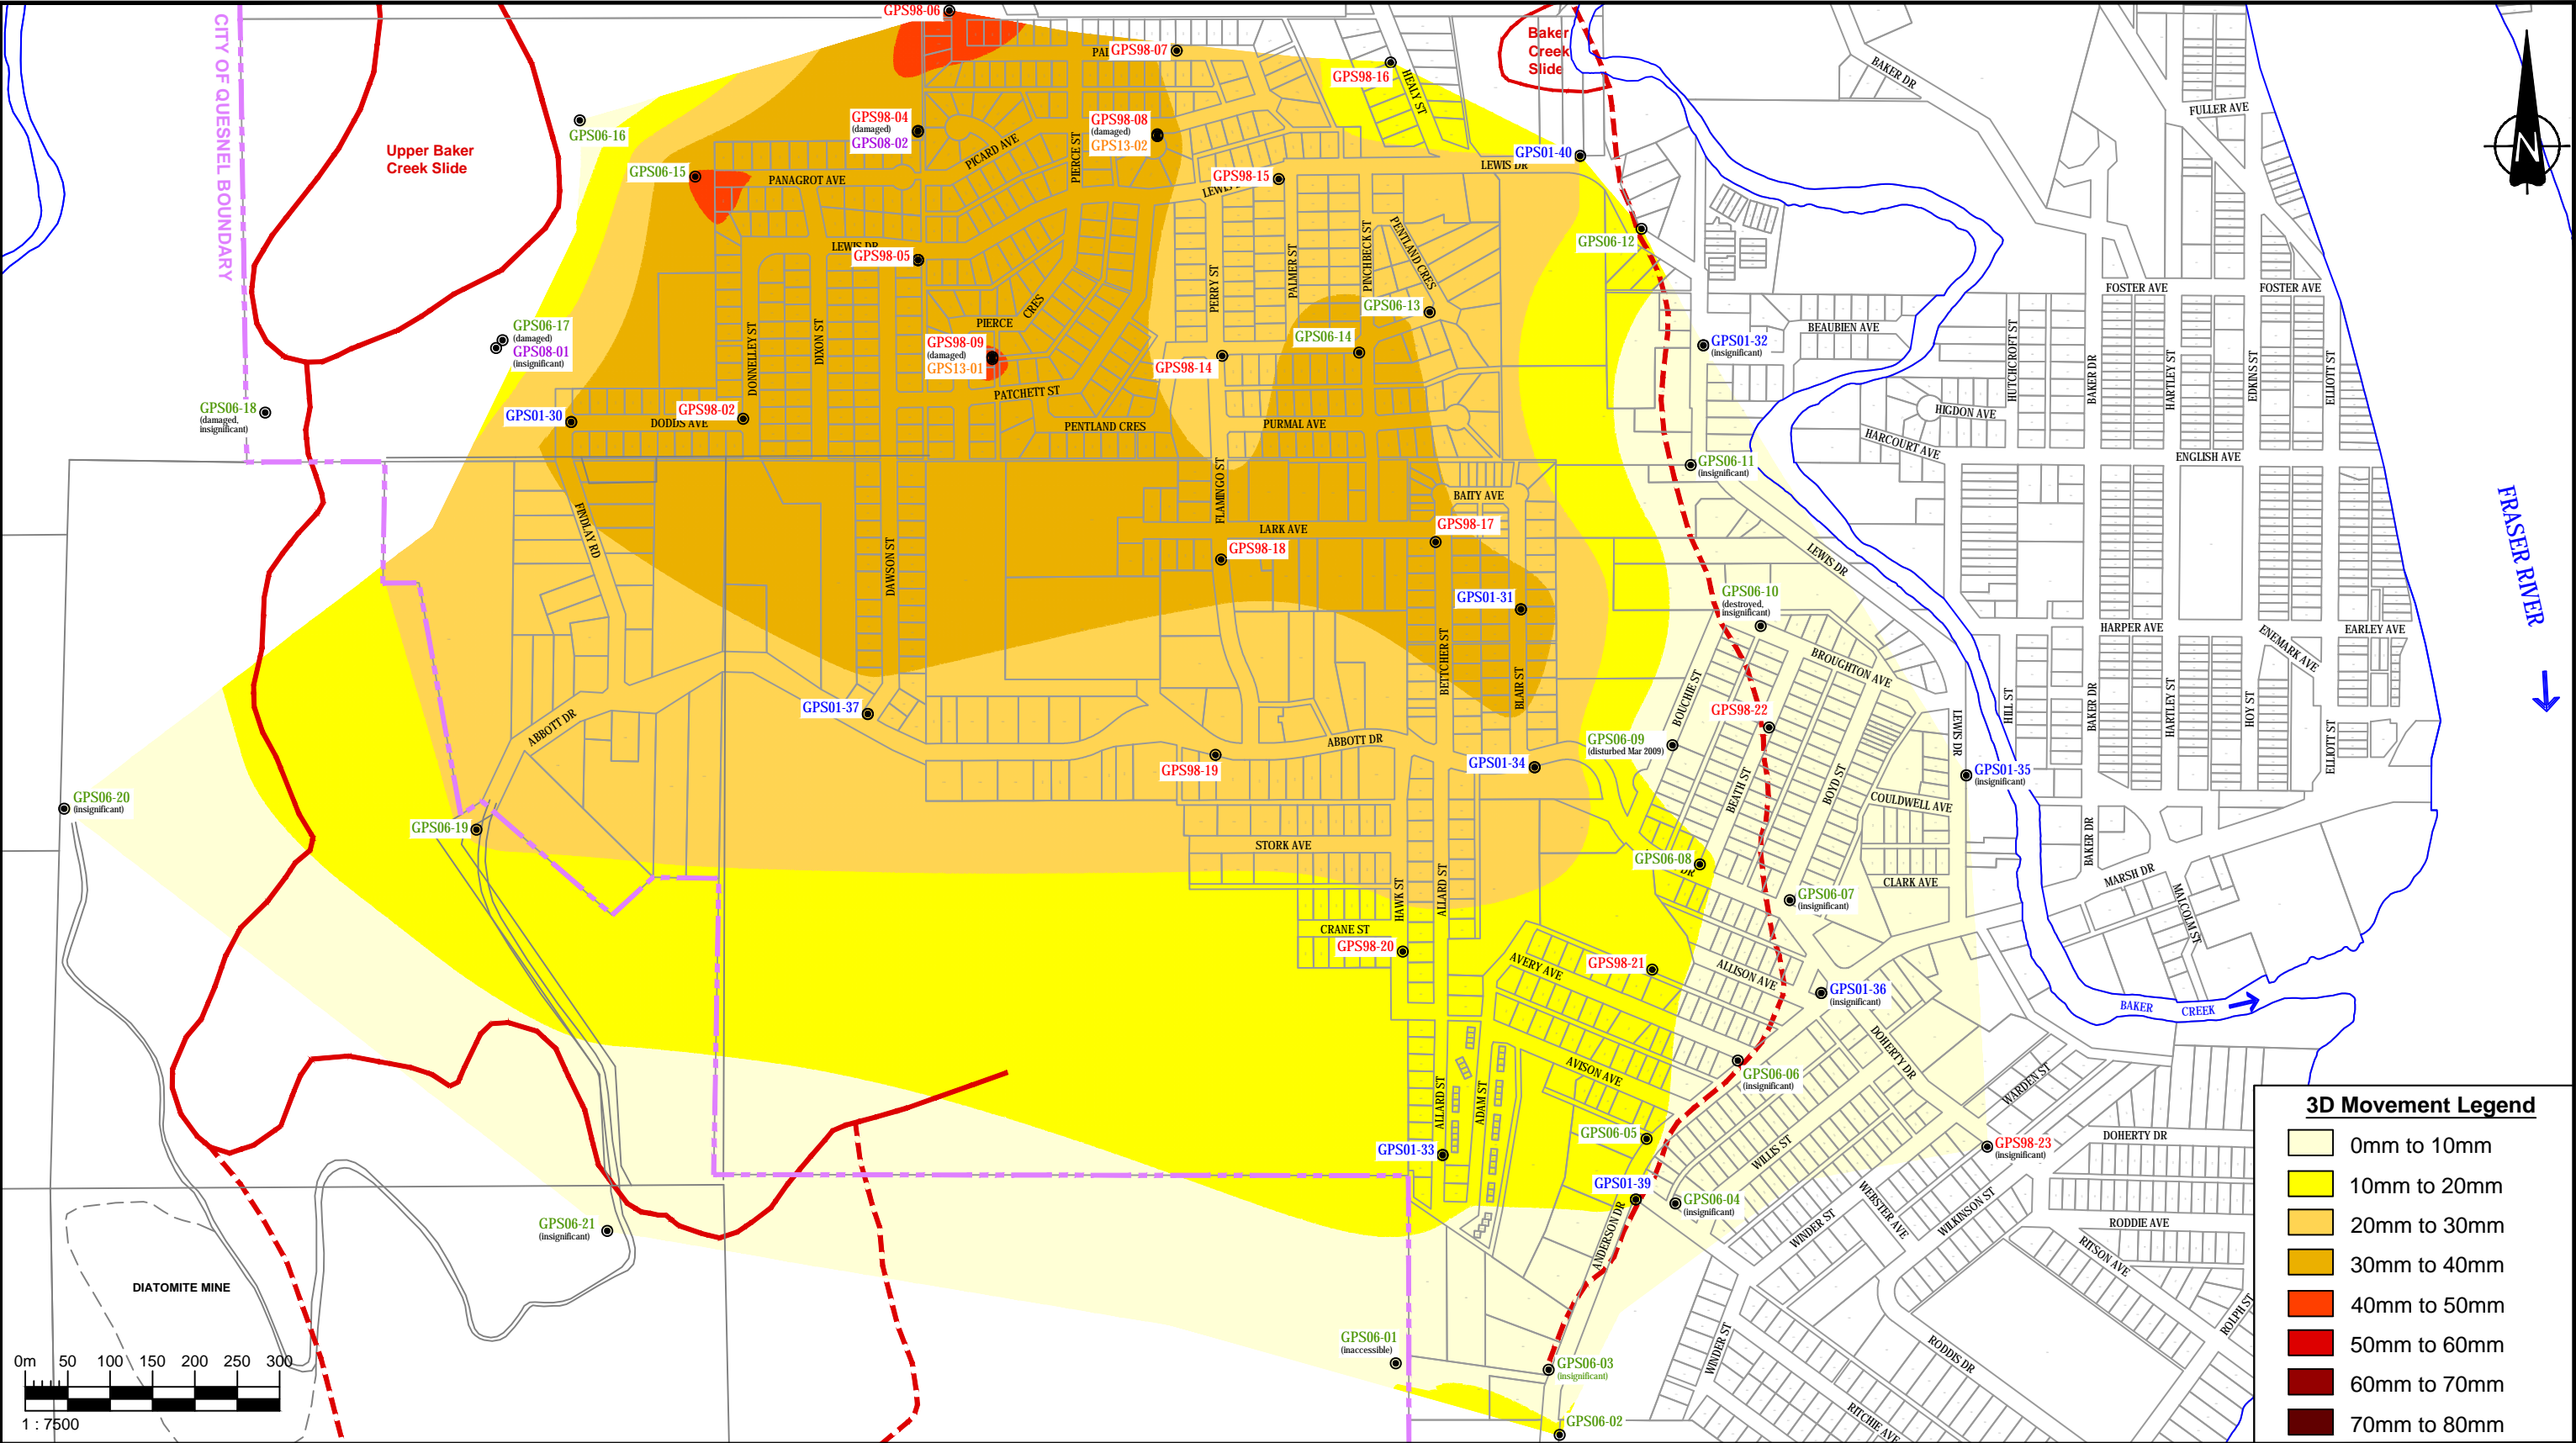 GPS98-06
CITY OF QUESNEL BOUNDARY
Baker
Creek
Slide
GPS98-07
GPS98-16
HEALY ST
BAKER DR
FULLER AVE
N
GPS06-16
GPS98-04
(damaged)
GPS08-02
GPS98-08
(damaged)
GPS13-02
PICARD AVE
PIERCE ST
Upper Baker
Creek Slide
GPS06-15
PANAGROT AVE
GPS98-15
GPS01-40
LEWIS DR
LEWIS DR
GPS98-05
GPS06-12
PERRY ST
PALMER ST
PINCHBECK ST
PENTLAND CRES
FOSTER AVE
FOSTER AVE
GPS06-13
GPS06-14
PIERCE
CRES
GPS06-17
(damaged)
GPS08-01
(insignificant)
DONNELLEY ST
DIXON ST
GPS98-09
(damaged)
GPS13-01
GPS98-14
PATCHETT ST
GPS01-32
(insignificant)
BEAUBIEN AVE
HUTCHCROFT ST
BAKER DR
HARTLEY ST
EDKINS ST
ELLIOTT ST
GPS06-18
(damaged,
insignificant)
GPS01-30
GPS98-02
DODDS AVE
PENTLAND CRES
PURMAL AVE
HIGDON AVE
HARCOURT AVE
ENGLISH AVE
GPS06-11
(insignificant)
FINDLAY RD
DAWSON ST
FLAMINGO ST
BAITY AVE
LARK AVE
GPS98-17
GPS98-18
LEWIS DR
FRASER RIVER
GPS01-31
GPS06-10
(destroyed,
insignificant)
HARPER AVE
ENEMARK AVE
EARLEY AVE
BETTCHER ST
BLAIR ST
BOUCHIE ST
BROUGHTON AVE
GPS01-37
ABBOTT DR
ABBOTT DR
GPS98-22
GPS06-09
(disturbed Mar 2009)
LEWIS DR
HILL ST
BAKER DR
HARTLEY ST
HOY ST
ELLIOTT ST
GPS98-19
GPS01-34
GPS01-35
(insignificant)
BEATH ST
BOYD ST
COULDWELL AVE
GPS06-20
(insignificant)
GPS06-19
STORK AVE
GPS06-08
DR
BAKER DR
CLARK AVE
MARSH DR
MALCOLM ST
HAWK ST
ALLARD ST
GPS06-07
(insignificant)
CRANE ST
GPS98-20
AVERY AVE
GPS98-21
ALLISON AVE
GPS01-36
(insignificant)
BAKER
CREEK
AVISON AVE
DOHERTY DR
GPS06-06
(insignificant)
WARDEN ST
ALLARD ST
ADAM ST
GPS06-05
GPS01-33
WILLIS ST
GPS98-23
(insignificant)
DOHERTY DR
GPS01-39
GPS06-04
(insignificant)
WEBSTER AVE
WILKINSON ST
WINDER ST
RODDIE AVE
RITSON AVE
GPS06-21
(insignificant)
ANDERSON DR
DIATOMITE MINE
GPS06-01
(inaccessible)
GPS06-03
(insignificant)
WINDER ST
RODDIS DR
ROLPH ST
RITCHIE AVE
GPS06-02
0m 50 100 150 200 250 300
1 : 7500
3D Movement Legend
0mm to 10mm
10mm to 20mm
20mm to 30mm
30mm to 40mm
40mm to 50mm
50mm to 60mm
60mm to 70mm
70mm to 80mm